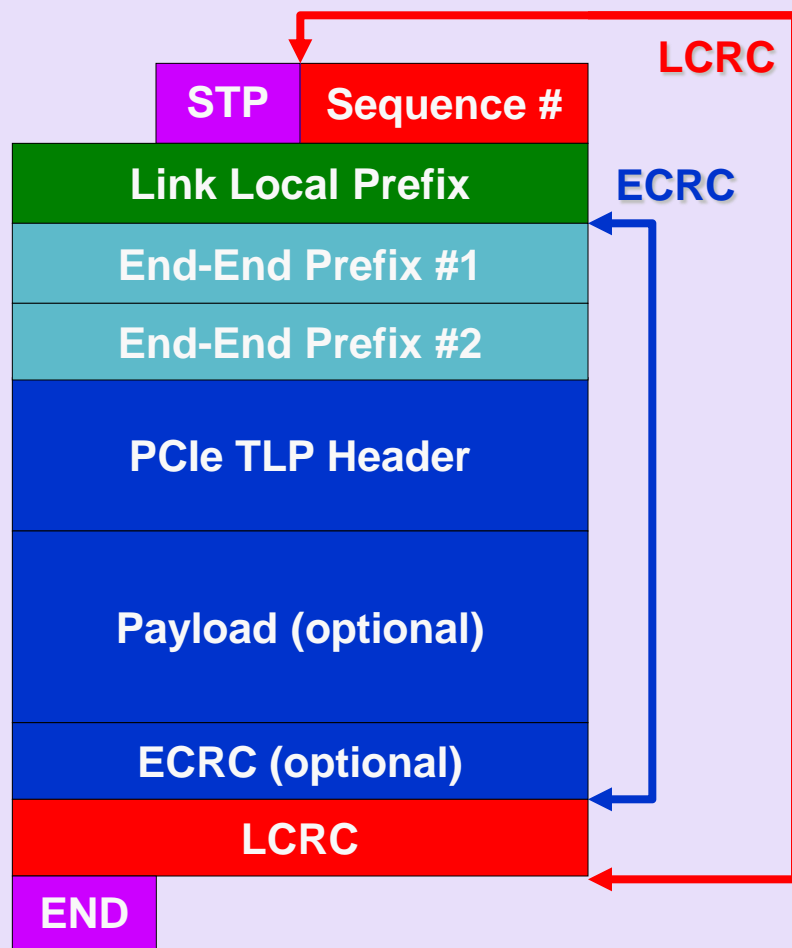 LCRC
STP
Sequence #
Link Local Prefix
ECRC
End-End Prefix #1
End-End Prefix #2
PCIe TLP Header
Payload (optional)
ECRC (optional)
LCRC
END